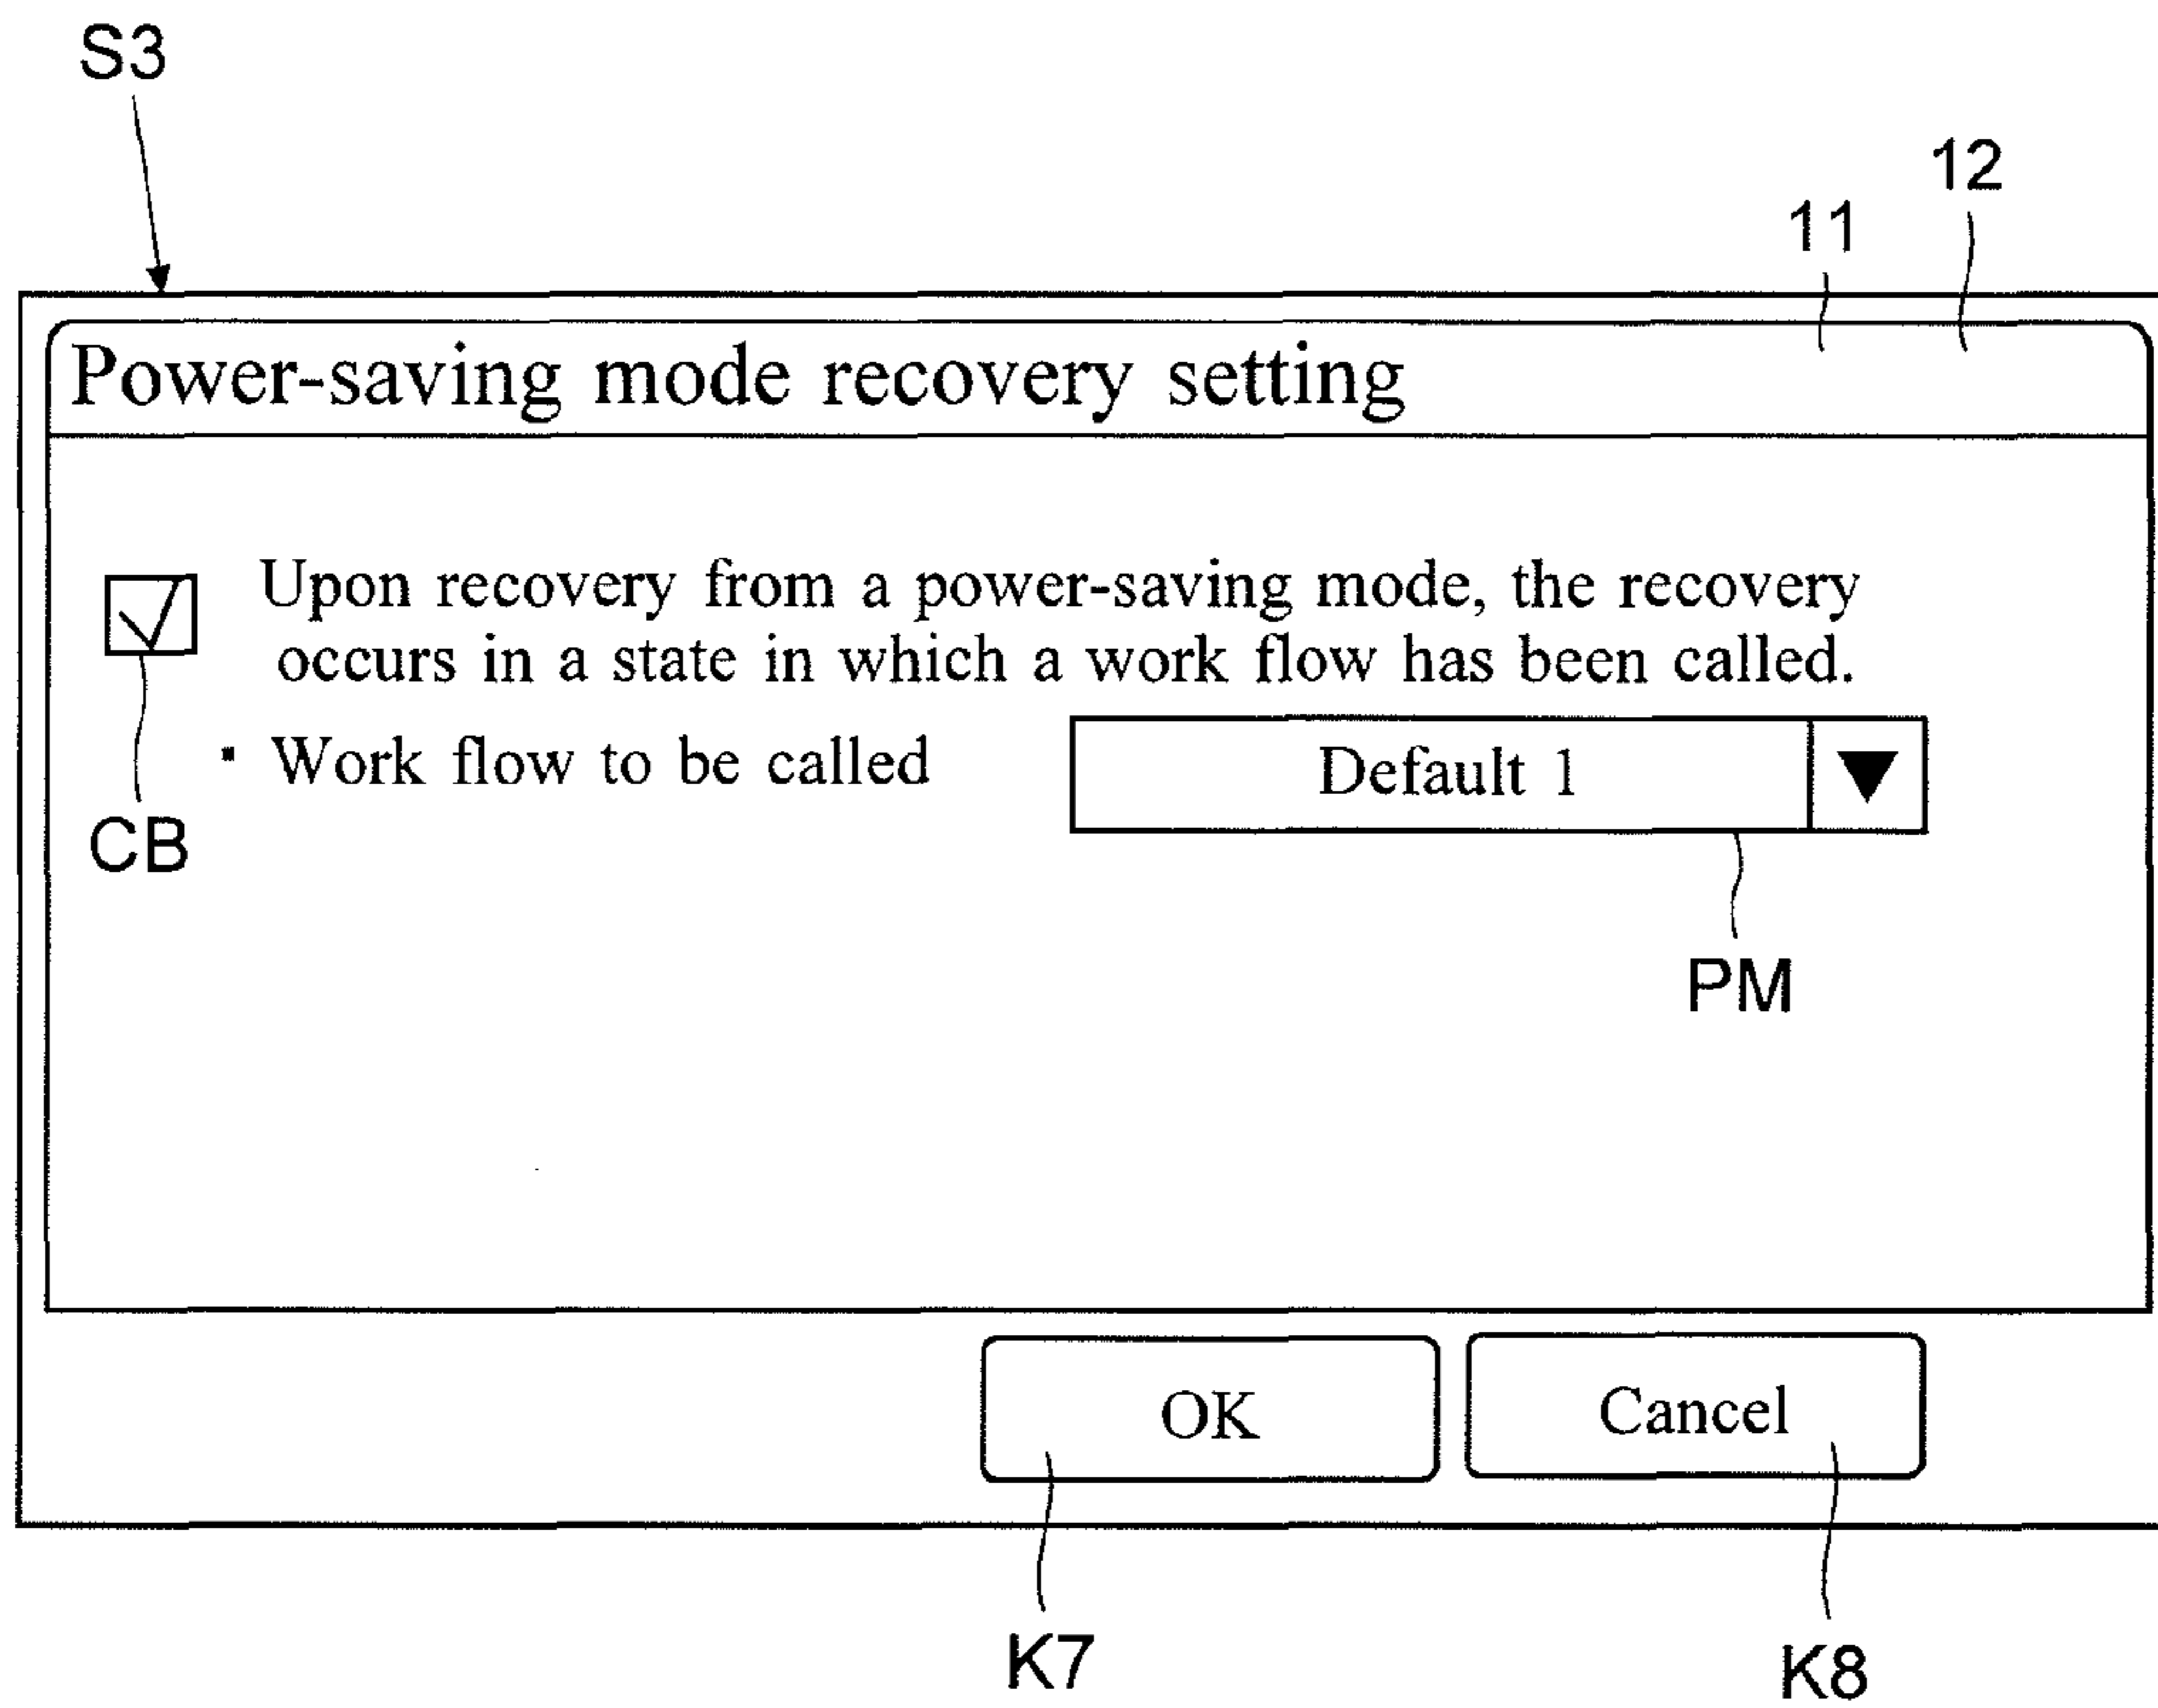 S3
12
11
Power-saving mode recovery setting
Upon recovery from a power-saving mode, the recovery
occurs in a state in which a work flow has been called.
· Work flow to be called
Default 1
CB
PM
OK
Cancel
K7
K8